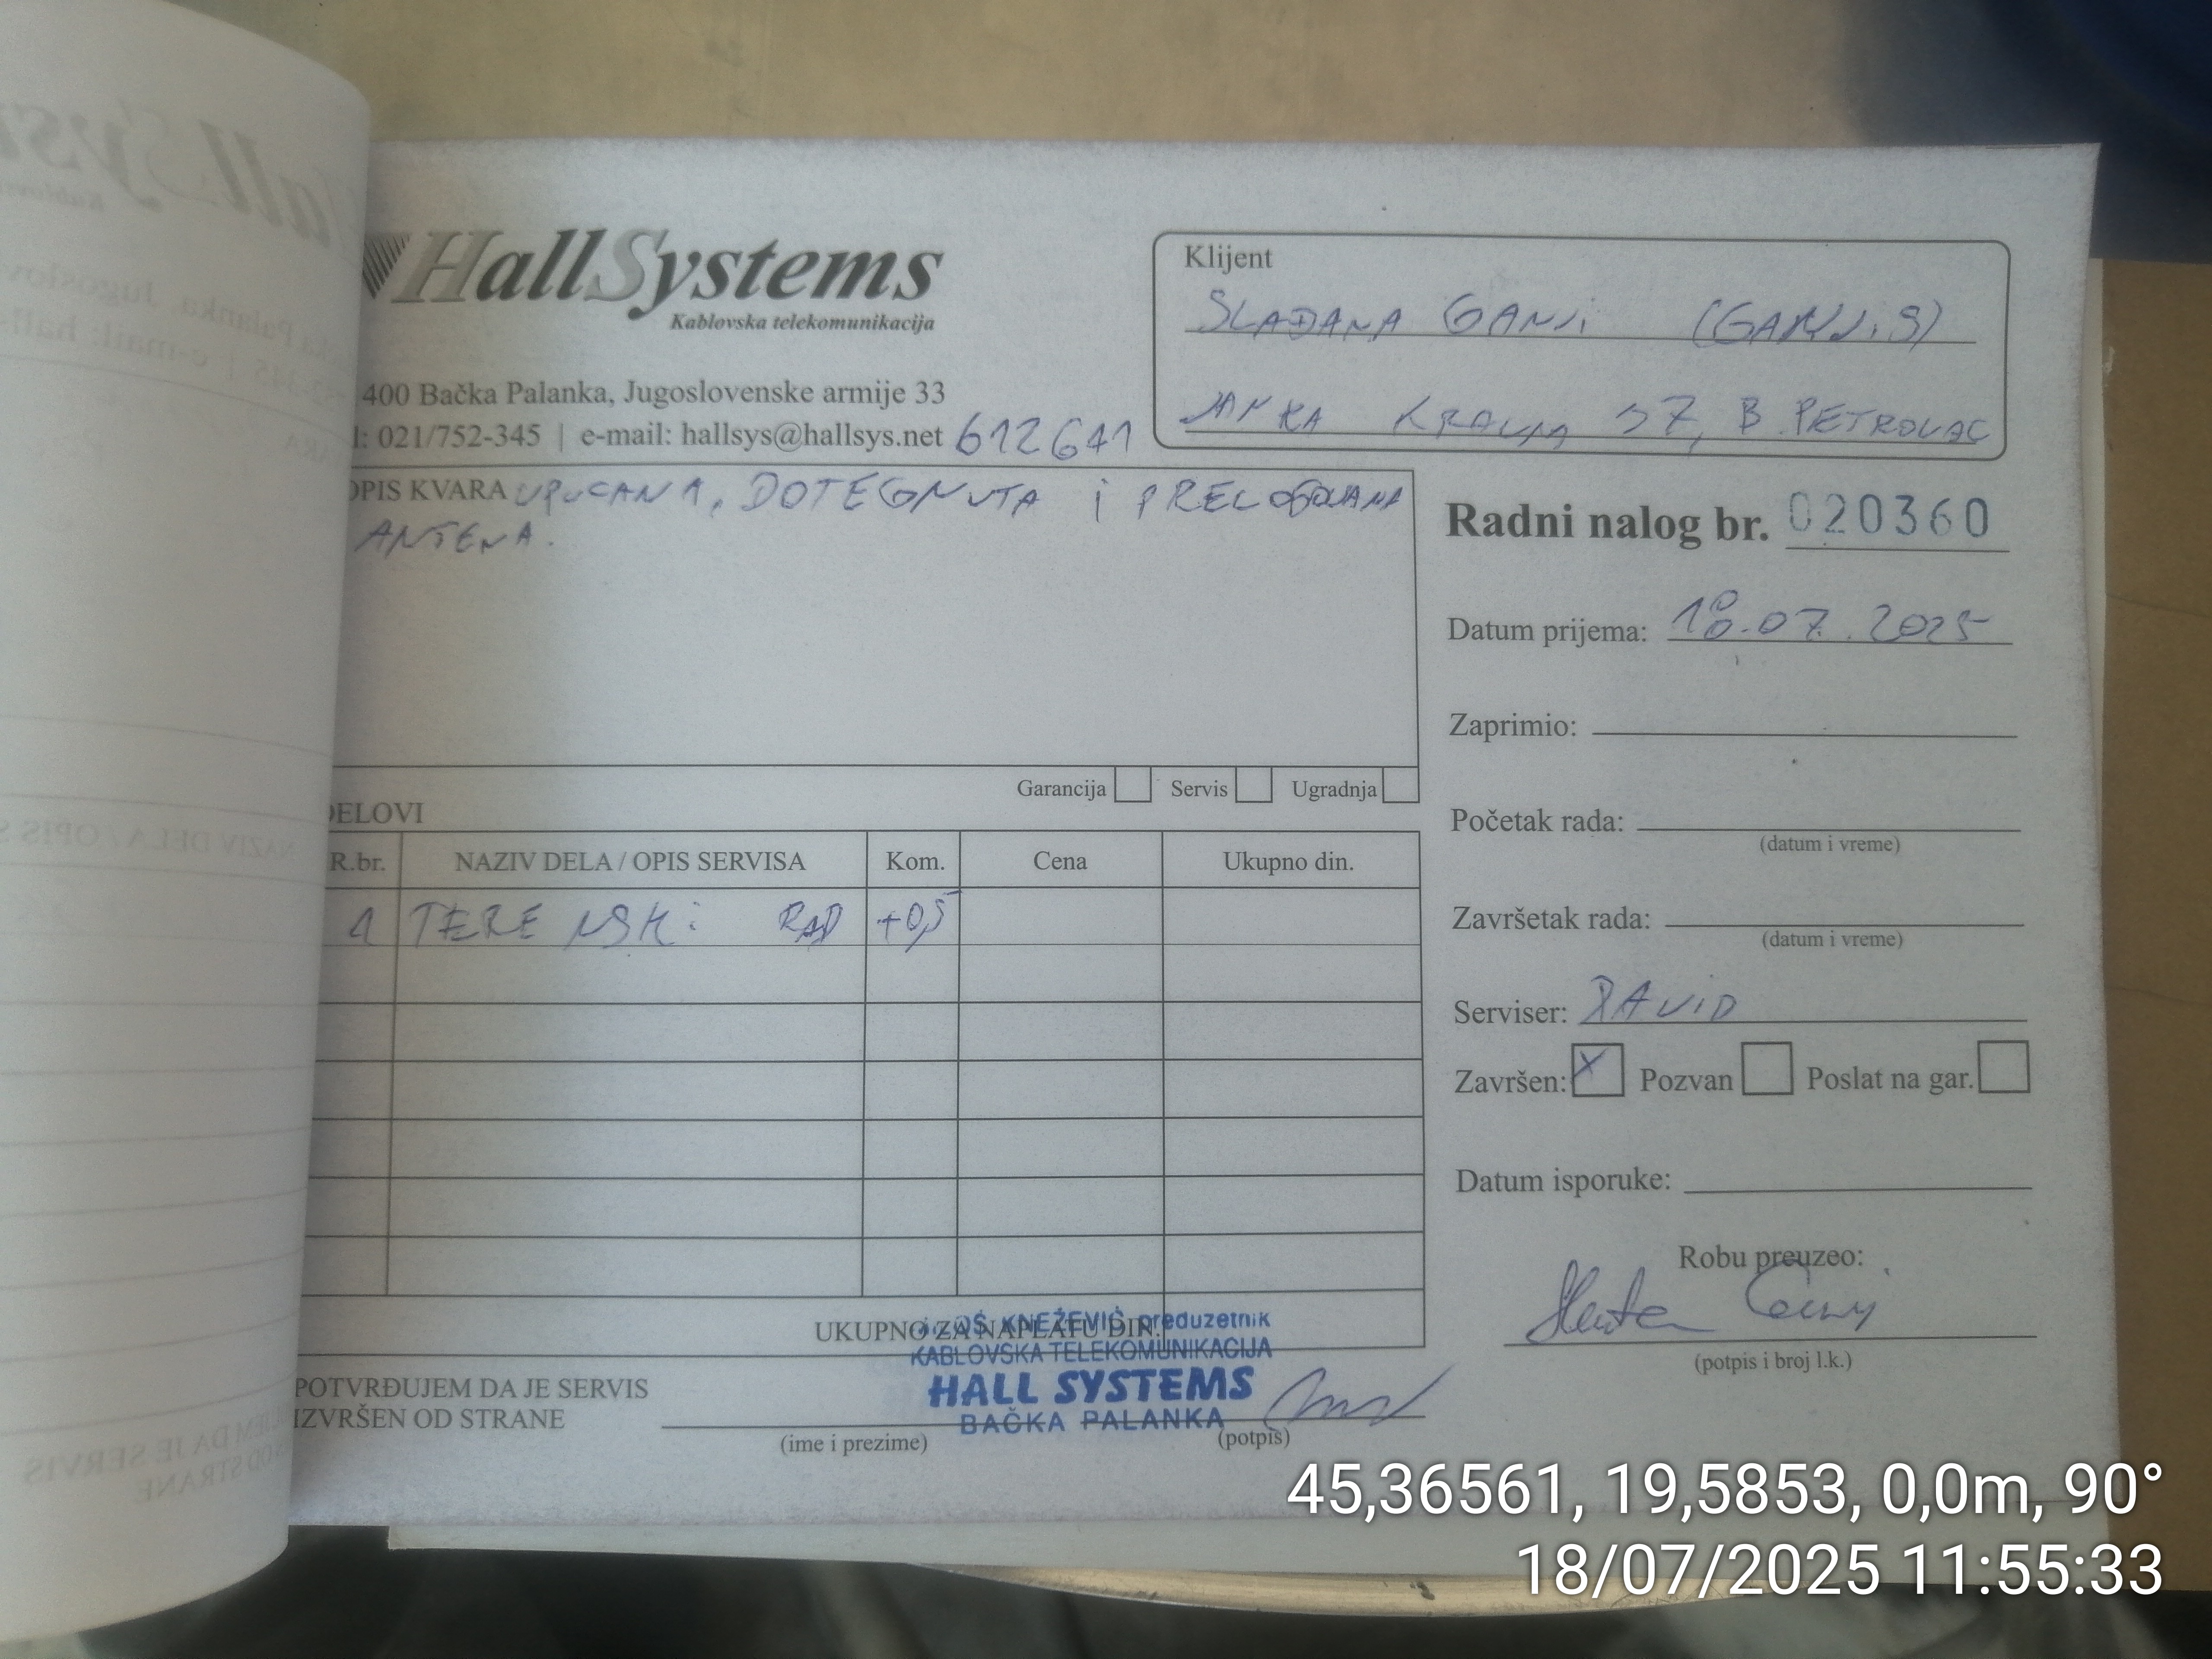 HallSystems
Kablovska telekomunikacija
400 Bačka Palanka, Jugoslovenske armije 33
l: 021/752-345 | e-mail: hallsys@hallsys.net 612641
Klijent
SLAĐANA GANJi (GANJiS)
JANKA KRALJA 37, B. PETROVAC
OPIS KVARA UPUCANA, DOTEGNUTA i
ANTENA.
Radni nalog br. 020360
Datum prijema: 18.07.2025
Zaprimio:
Početak rada:
(datum i vreme)
Završetak rada:
(datum i vreme)
Serviser: DAViD
Završen: X Pozvan Poslat na gar.
Datum isporuke:
Robu preuzeo:
(potpis i broj l.k.)
Garancija Servis Ugradnja
DELOVI
R.br. NAZIV DELA / OPIS SERVISA Kom. Cena Ukupno din.
1 TERENSKi RAD +0,5
UKUPNO ZA NAPLATU DIN.
KNEŽEVIĆ preduzetnik
KABLOVSKA TELEKOMUNIKACIJA
HALL SYSTEMS
BAČKA PALANKA
POTVRĐUJEM DA JE SERVIS
IZVRŠEN OD STRANE
(ime i prezime) (potpis)
45,36561, 19,5853, 0,0m, 90°
18/07/2025 11:55:33